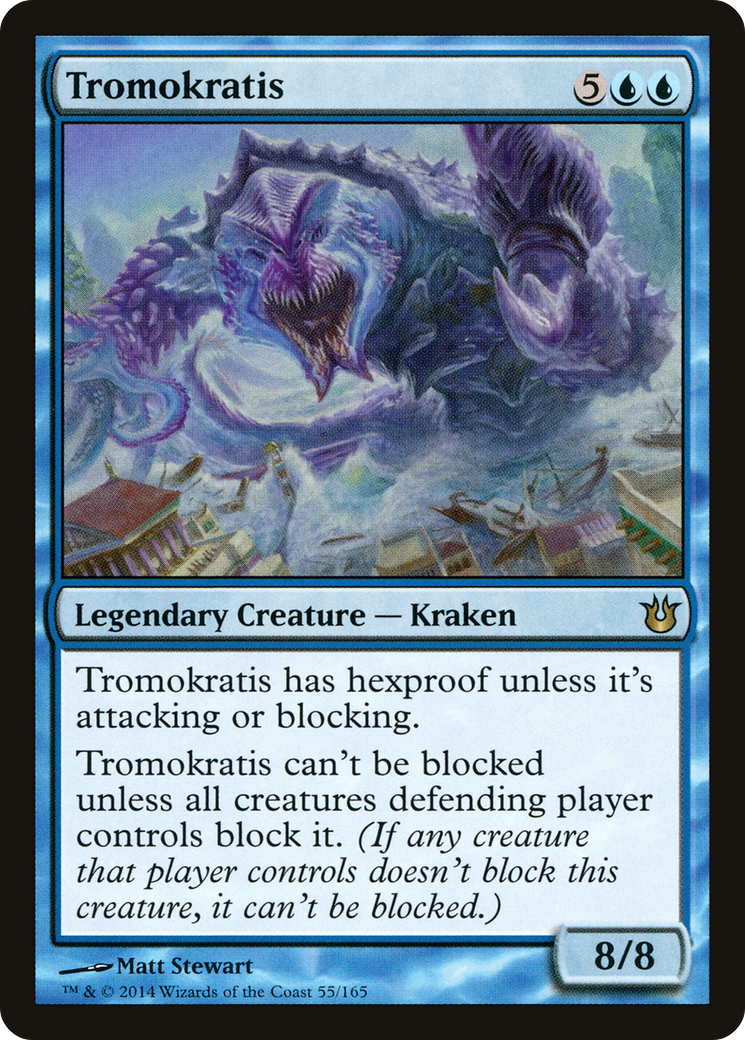 Tromokratis 5
Legendary Creature — Kraken
Tromokratis has hexproof unless it's
attacking or blocking.
Tromokratis can't be blocked
unless all creatures defending player
controls block it. (If any creature
that player controls doesn't block this
creature, it can't be blocked.)
8/8
Matt Stewart
™ & © 2014 Wizards of the Coast 55/165